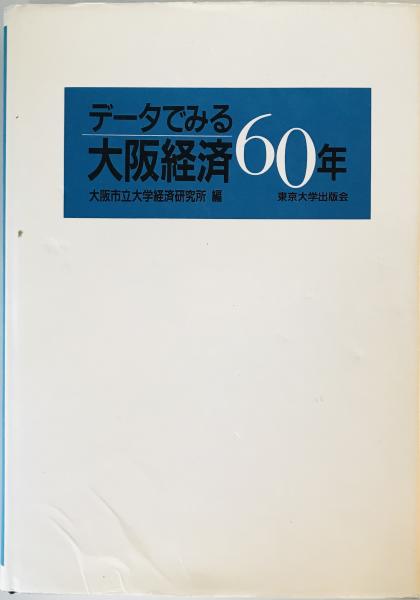 データでみる
大阪経済60年
大阪市立大学経済研究所 編
東京大学出版会